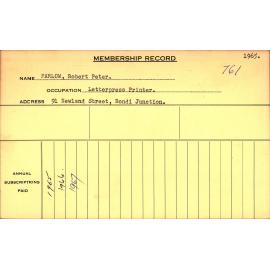 1965.
MEMBERSHIP RECORD
761
NAME FARLOW, Robert Peter.
OCCUPATION Letterpress Printer.
ADDRESS 91 Newland Street, Bondi Junction.
ANNUAL
SUBSCRIPTIONS
PAID
1965
1966
1967